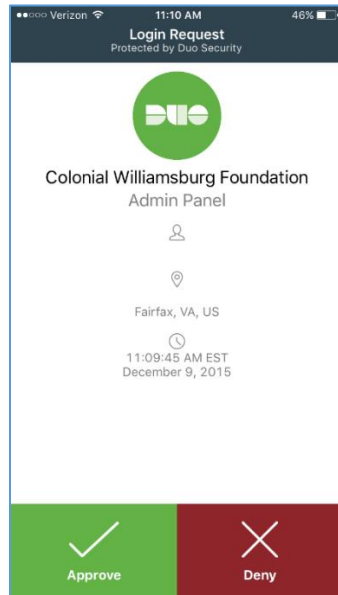 Verizon 11:10 AM 46%
Login Request
Protected by Duo Security
DUO
Colonial Williamsburg Foundation
Admin Panel
Fairfax, VA, US
11:09:45 AM EST
December 9, 2015
Approve Deny